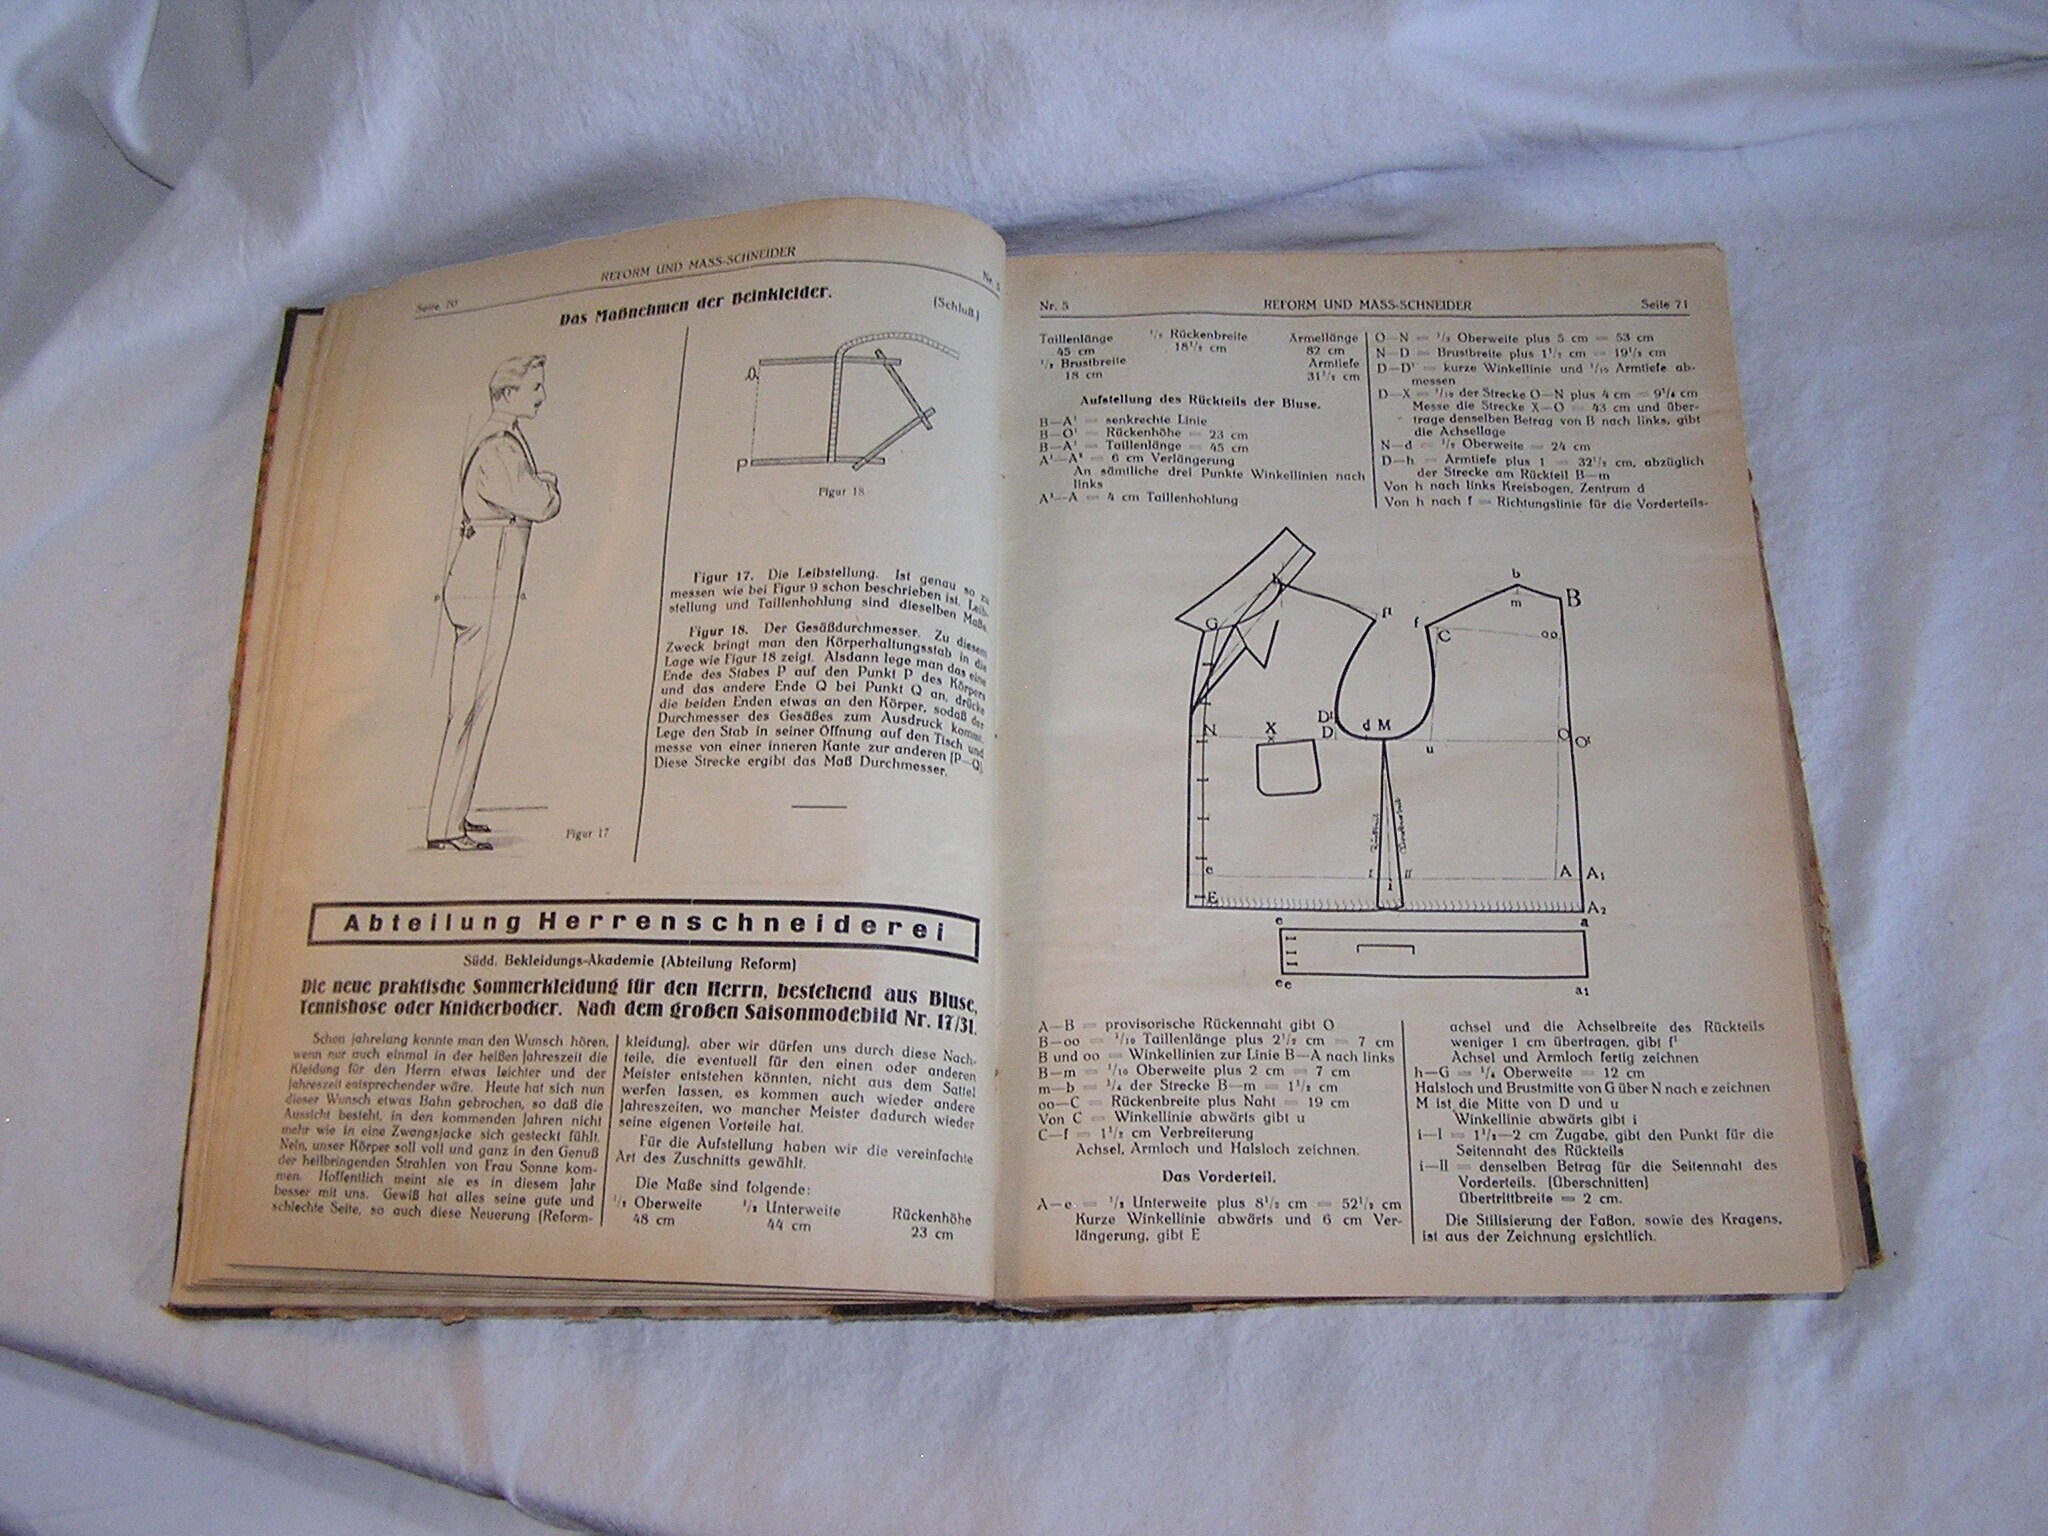 Seite 70
REFORM UND MASS-SCHNEIDER
Nr. 5
Das Maßnehmen der Beinkleider.
(Schluß)
Q
P
Figur 18
P
Q
Figur 17
Figur 17. Die Leibstellung. Ist genau so zu
messen wie bei Figur 9 schon beschrieben ist. Leib-
stellung und Taillenhohlung sind dieselben Maße.
Figur 18. Der Gesäßdurchmesser. Zu diesem
Zweck bringt man den Körperhaltungsstab in die
Lage wie Figur 18 zeigt. Alsdann lege man das eine
Ende des Stabes P auf den Punkt P des Körpers
und das andere Ende Q bei Punkt Q an, drücke
die beiden Enden etwas an den Körper, sodaß der
Durchmesser des Gesäßes zum Ausdruck kommt.
Lege den Stab in seiner Öffnung auf den Tisch und
messe von einer inneren Kante zur anderen (P—Q).
Diese Strecke ergibt das Maß Durchmesser.
Abteilung Herrenschneiderei
Südd. Bekleidungs-Akademie (Abteilung Reform)
Die neue praktische Sommerkleidung für den Herrn, bestehend aus Bluse,
Tennishose oder Knickerbocker. Nach dem großen Saisonmodebild Nr. 17/31.
Schon jahrelang konnte man den Wunsch hören,
wenn nur auch einmal in der heißen Jahreszeit die
Kleidung für den Herrn etwas leichter und der
Jahreszeit entsprechender wäre. Heute hat sich nun
dieser Wunsch etwas Bahn gebrochen, so daß die
Aussicht besteht, in den kommenden Jahren nicht
mehr wie in eine Zwangsjacke sich gesteckt fühlt.
Nein, unser Körper soll voll und ganz in den Genuß
der heilbringenden Strahlen von Frau Sonne kom-
men. Hoffentlich meint sie es in diesem Jahr
besser mit uns. Gewiß hat alles seine gute und
schlechte Seite, so auch diese Neuerung (Reform-
kleidung), aber wir dürfen uns durch diese Nach-
teile, die eventuell für den einen oder anderen
Meister entstehen könnten, nicht aus dem Sattel
werfen lassen, es kommen auch wieder andere
Jahreszeiten, wo mancher Meister dadurch wieder
seine eigenen Vorteile hat.
Für die Aufstellung haben wir die vereinfachte
Art des Zuschnitts gewählt.
Die Maße sind folgende:
½ Oberweite ½ Unterweite Rückenhöhe
48 cm 44 cm 23 cm
Nr. 5
REFORM UND MASS-SCHNEIDER
Seite 71
Taillenlänge ½ Rückenbreite Armellänge
45 cm 18½ cm 82 cm
½ Brustbreite Armtiefe
18 cm 31½ cm
Aufstellung des Rückteils der Bluse.
B—A¹ = senkrechte Linie
B—O¹ = Rückenhöhe = 23 cm
B—A¹ = Taillenlänge = 45 cm
A¹—A² = 6 cm Verlängerung
An sämtliche drei Punkte Winkellinien nach
links
A¹—A = 4 cm Taillenhohlung
O—N = ½ Oberweite plus 5 cm = 53 cm
N—D = Brustbreite plus 1½ cm = 19½ cm
D—D¹ = kurze Winkellinie und ¹/₁₀ Armtiefe ab-
messen
D—X = ¹/₁₀ der Strecke O—N plus 4 cm = 9¼ cm
Messe die Strecke X—O = 43 cm und über-
trage denselben Betrag von B nach links, gibt
die Achsellage
N—d = ½ Oberweite = 24 cm
D—h = Armtiefe plus 1 = 32½ cm, abzüglich
der Strecke am Rückteil B—m
Von h nach links Kreisbogen, Zentrum d
Von h nach f = Richtungslinie für die Vorderteils-
h
f¹
f
b
m
B
G
C
oo
N
X
D¹
D
d
M
u
O
O¹
e
I
i
II
A
A₁
E
A₂
e
a
ee
a₁
A—B = provisorische Rückennaht gibt O
B—oo = ¹/₁₀ Taillenlänge plus 2½ cm = 7 cm
B und oo = Winkellinien zur Linie B—A nach links
B—m = ¹/₁₀ Oberweite plus 2 cm = 7 cm
m—b = ¼ der Strecke B—m = 1½ cm
oo—C = Rückenbreite plus Naht = 19 cm
Von C = Winkellinie abwärts gibt u
C—f = 1½ cm Verbreiterung
Achsel, Armloch und Halsloch zeichnen.
Das Vorderteil.
A—e = ½ Unterweite plus 8½ cm = 52½ cm
Kurze Winkellinie abwärts und 6 cm Ver-
längerung, gibt E
achsel und die Achselbreite des Rückteils
weniger 1 cm übertragen, gibt f¹
Achsel und Armloch fertig zeichnen
h—G = ¼ Oberweite = 12 cm
Halsloch und Brustmitte von G über N nach e zeichnen
M ist die Mitte von D und u
Winkellinie abwärts gibt i
i—I = 1½—2 cm Zugabe, gibt den Punkt für die
Seitennaht des Rückteils
i—II = denselben Betrag für die Seitennaht des
Vorderteils. (Überschnitten)
Übertrittbreite = 2 cm.
Die Stilisierung der Faßon, sowie des Kragens,
ist aus der Zeichnung ersichtlich.